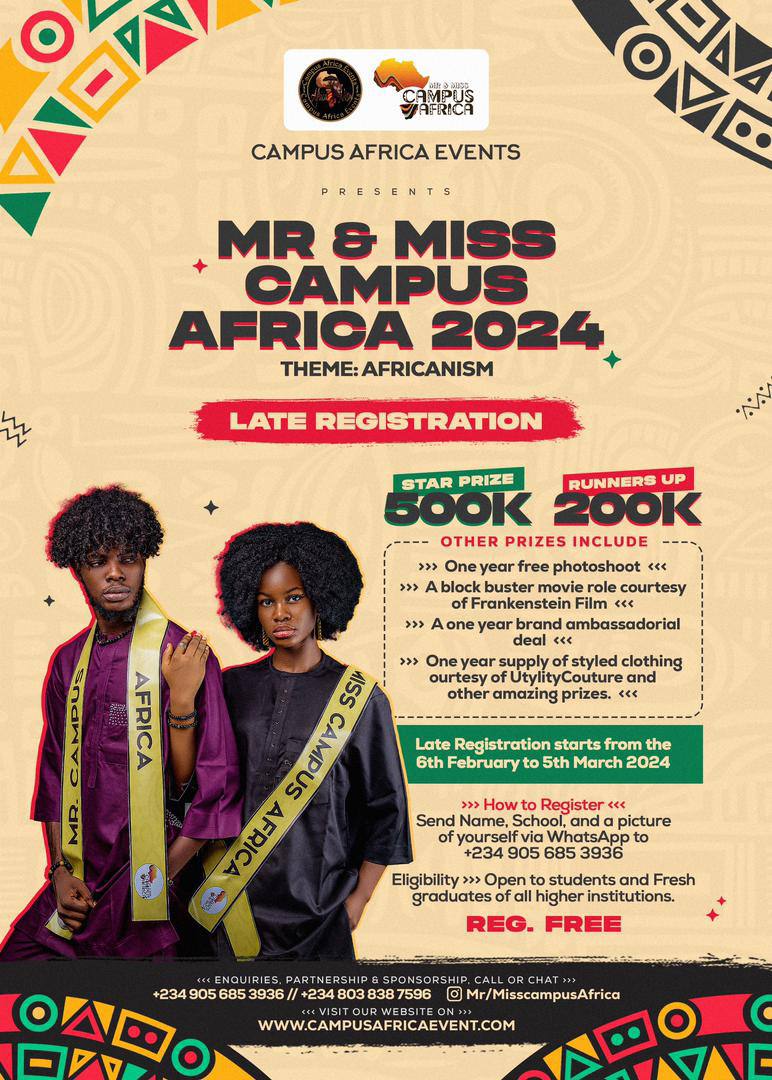 MR & MISS
CAMPUS
AFRICA
CAMPUS AFRICA EVENTS
PRESENTS
MR & MISS
CAMPUS
AFRICA 2024
THEME: AFRICANISM
LATE REGISTRATION
STAR PRIZE
500K
RUNNERS UP
200K
OTHER PRIZES INCLUDE
››› One year free photoshoot ‹‹‹
››› A block buster movie role courtesy
of Frankenstein Film ‹‹‹
››› A one year brand ambassadorial
deal ‹‹‹
››› One year supply of styled clothing
ourtesy of UtylityCouture and
other amazing prizes. ‹‹‹
MR. CAMPUS
AFRICA
MISS CAMPUS AFRICA
Late Registration starts from the
6th February to 5th March 2024
››› How to Register ‹‹‹
Send Name, School, and a picture
of yourself via WhatsApp to
+234 905 685 3936
Eligibility ››› Open to students and Fresh
graduates of all higher institutions.
REG. FREE
‹‹‹ ENQUIRIES, PARTNERSHIP & SPONSORSHIP, CALL OR CHAT ›››
+234 905 685 3936 // +234 803 838 7596 Mr/MisscampusAfrica
‹‹‹ VISIT OUR WEBSITE ON ›››
WWW.CAMPUSAFRICAEVENT.COM